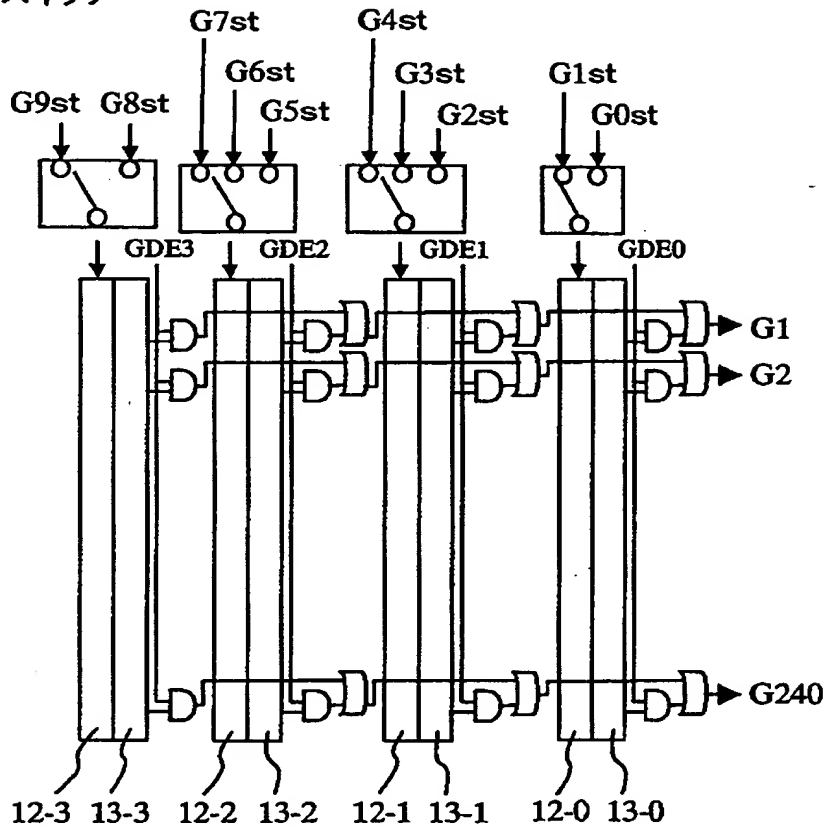 G7st G4st
G6st G3st G1st
G9st G8st G5st G2st G0st
GDE3 GDE2 GDE1 GDE0
G1
G2
G240
12-3 13-3 12-2 13-2 12-1 13-1 12-0 13-0